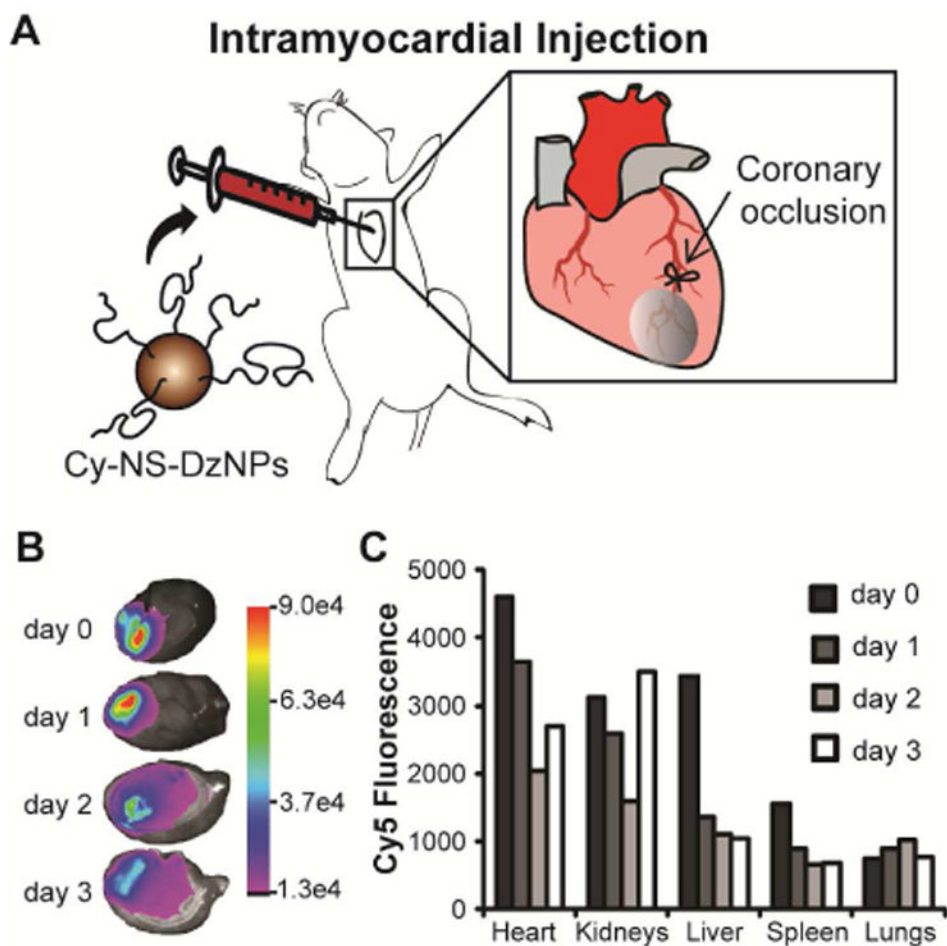 A
Intramyocardial Injection
Coronary
occlusion
Cy-NS-DzNPs
B
day 0
day 1
day 2
day 3
9.0e4
6.3e4
3.7e4
1.3e4
C
Cy5 Fluorescence
5000
4000
3000
2000
1000
0
day 0
day 1
day 2
day 3
Heart Kidneys Liver Spleen Lungs